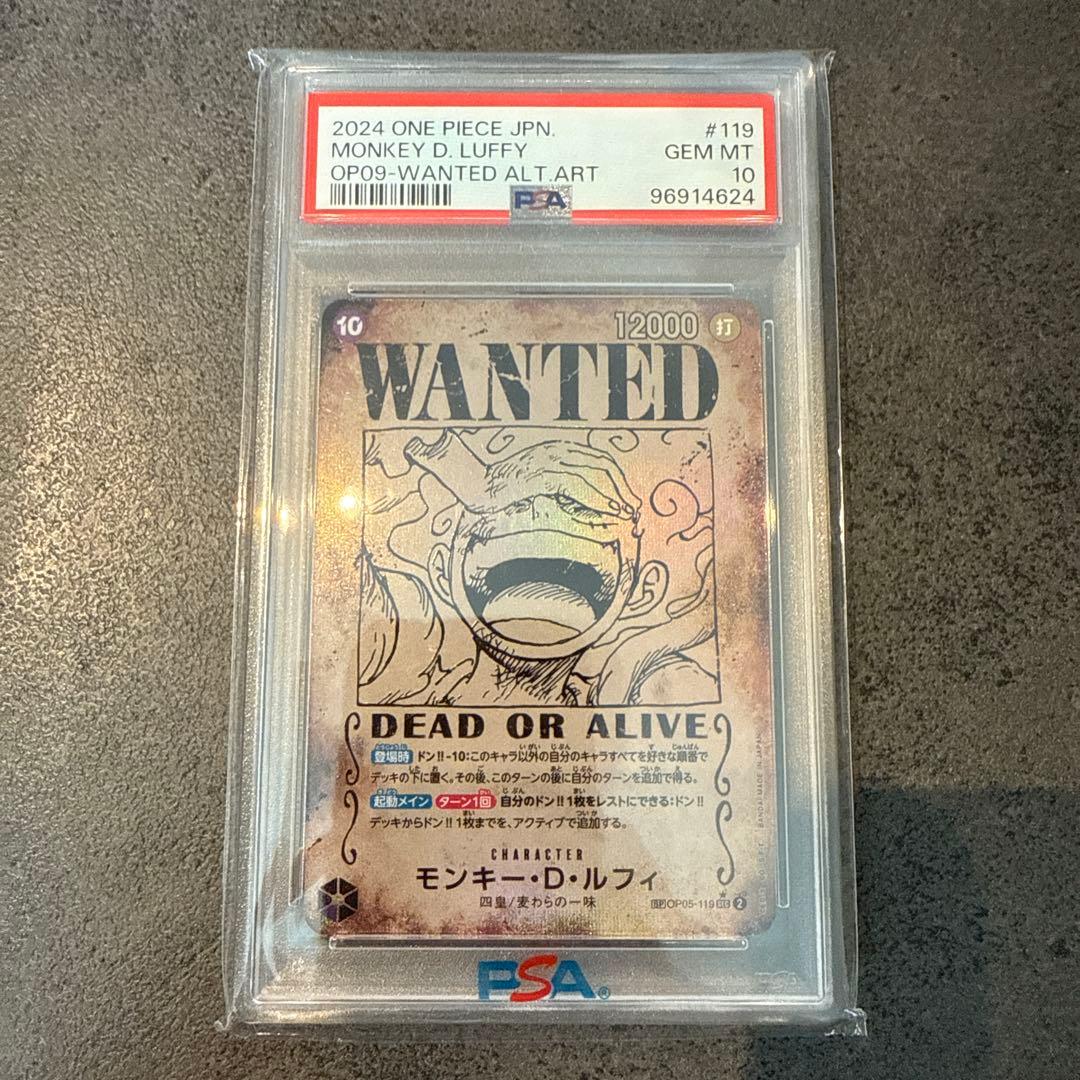 2024 ONE PIECE JPN. #119
MONKEY D. LUFFY GEM MT
OP09-WANTED ALT.ART 10
PSA 96914624
10 12000 打
WANTED
DEAD OR ALIVE
登場時 ドン!!-10:このキャラ以外の自分のキャラすべてを好きな順番で
デッキの下に置く。その後、このターンの後に自分のターンを追加で得る。
起動メイン ターン1回 自分のドン!!1枚をレストにできる:ドン!!
デッキからドン!!1枚までを、アクティブで追加する。
CHARACTER
モンキー・D・ルフィ
四皇/麦わらの一味
SP OP05-119 SEC 2
BANDAI MADE IN JAPAN
PSA®